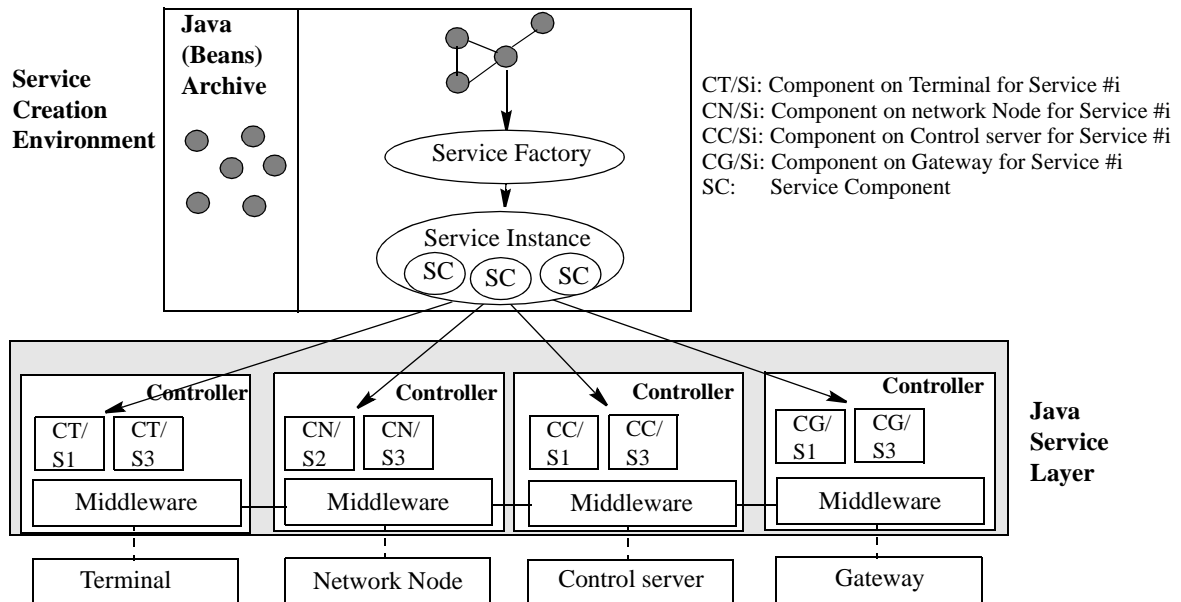 Service
Creation
Environment
Java
(Beans)
Archive
Service Factory
Service Instance
SC
SC
SC
CT/Si: Component on Terminal for Service #i
CN/Si: Component on network Node for Service #i
CC/Si: Component on Control server for Service #i
CG/Si: Component on Gateway for Service #i
SC: Service Component
Controller
Controller
Controller
Controller
CT/
S1
CT/
S3
CN/
S2
CN/
S3
CC/
S1
CC/
S3
CG/
S1
CG/
S3
Middleware
Middleware
Middleware
Middleware
Java
Service
Layer
Terminal
Network Node
Control server
Gateway